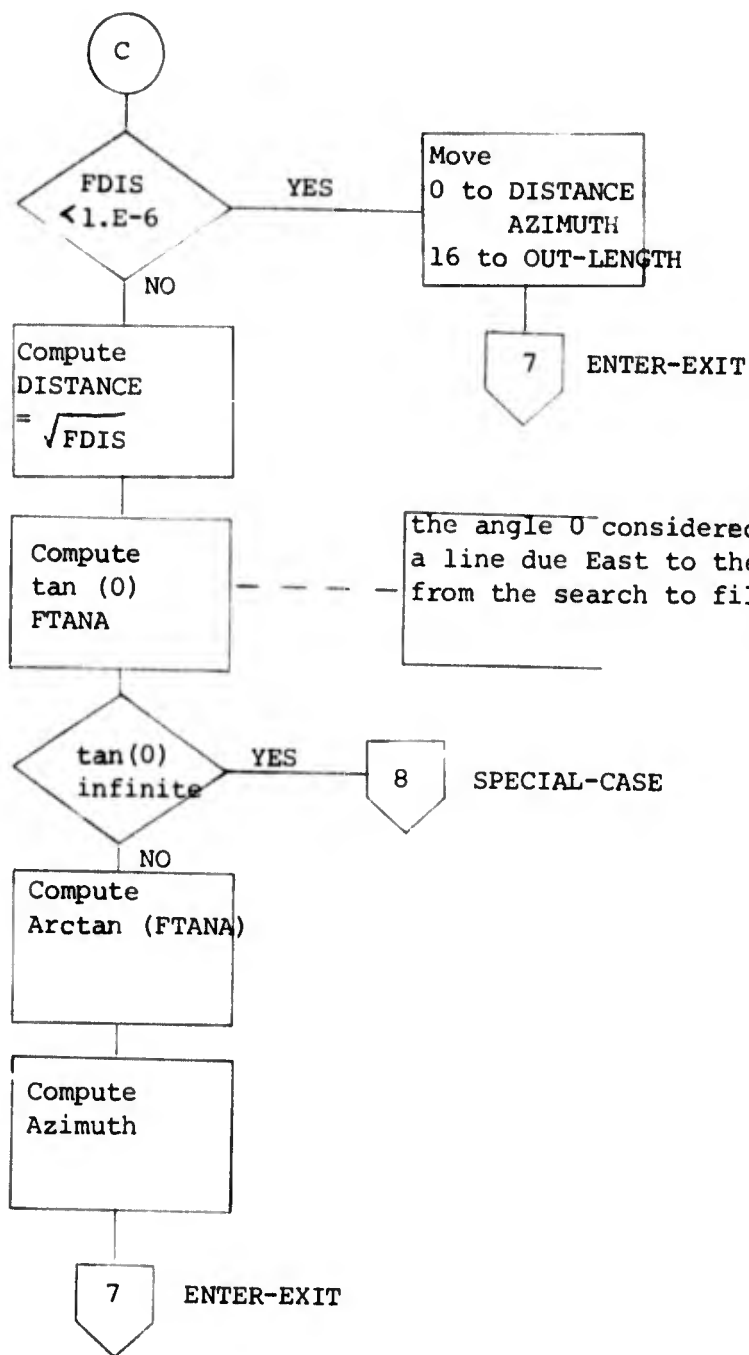 C
FDIS
<1.E-6
YES
Move
0 to DISTANCE
AZIMUTH
16 to OUT-LENGTH
NO
7
ENTER-EXIT
Compute
DISTANCE
= √FDIS
Compute
tan (0)
FTANA
the angle 0 considered
a line due East to the
from the search to
tan(0)
infinite
YES
8
SPECIAL-CASE
NO
Compute
Arctan (FTANA)
Compute
Azimuth
7
ENTER-EXIT